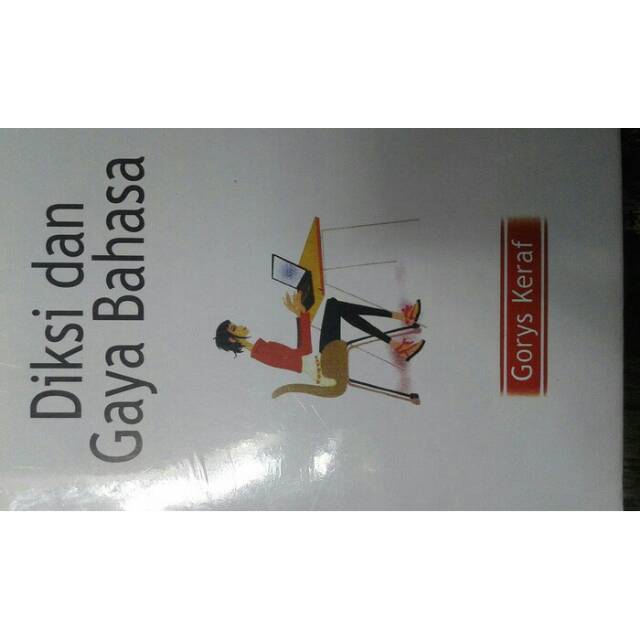 Diksi dan
Gaya Bahasa
Gorys Keraf